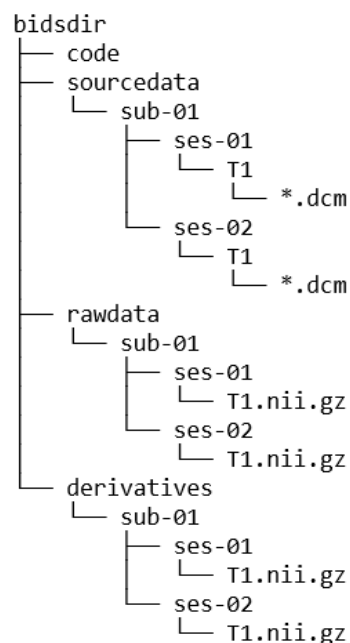 bidsdir
├── code
├── sourcedata
│   └── sub-01
│       ├── ses-01
│       │   └── T1
│       │       └── *.dcm
│       └── ses-02
│           └── T1
│               └── *.dcm
├── rawdata
│   └── sub-01
│       ├── ses-01
│       │   └── T1.nii.gz
│       └── ses-02
│           └── T1.nii.gz
└── derivatives
    └── sub-01
        ├── ses-01
        │   └── T1.nii.gz
        └── ses-02
            └── T1.nii.gz